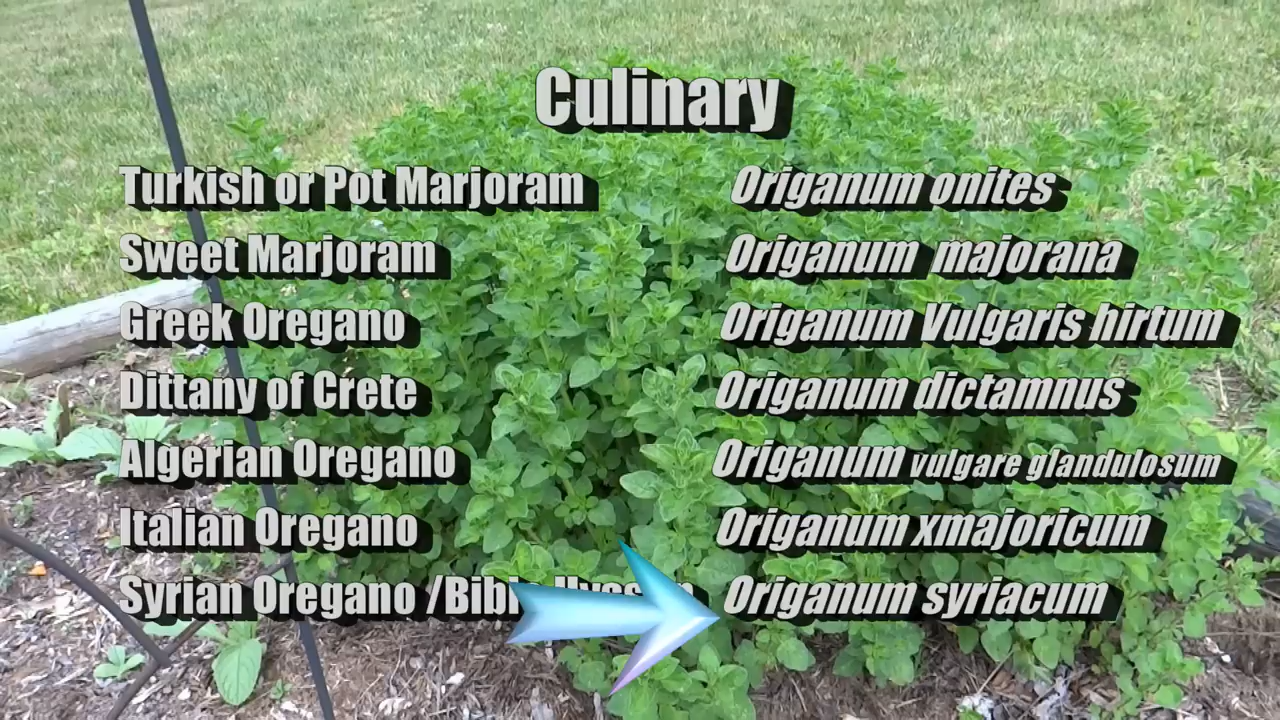 Culinary
Turkish or Pot Marjoram Origanum onites
Sweet Marjoram Origanum majorana
Greek Oregano Origanum Vulgaris hirtum
Dittany of Crete Origanum dictamnus
Algerian Oregano Origanum vulgare glandulosum
Italian Oregano Origanum xmajoricum
Syrian Oregano Origanum syriacum